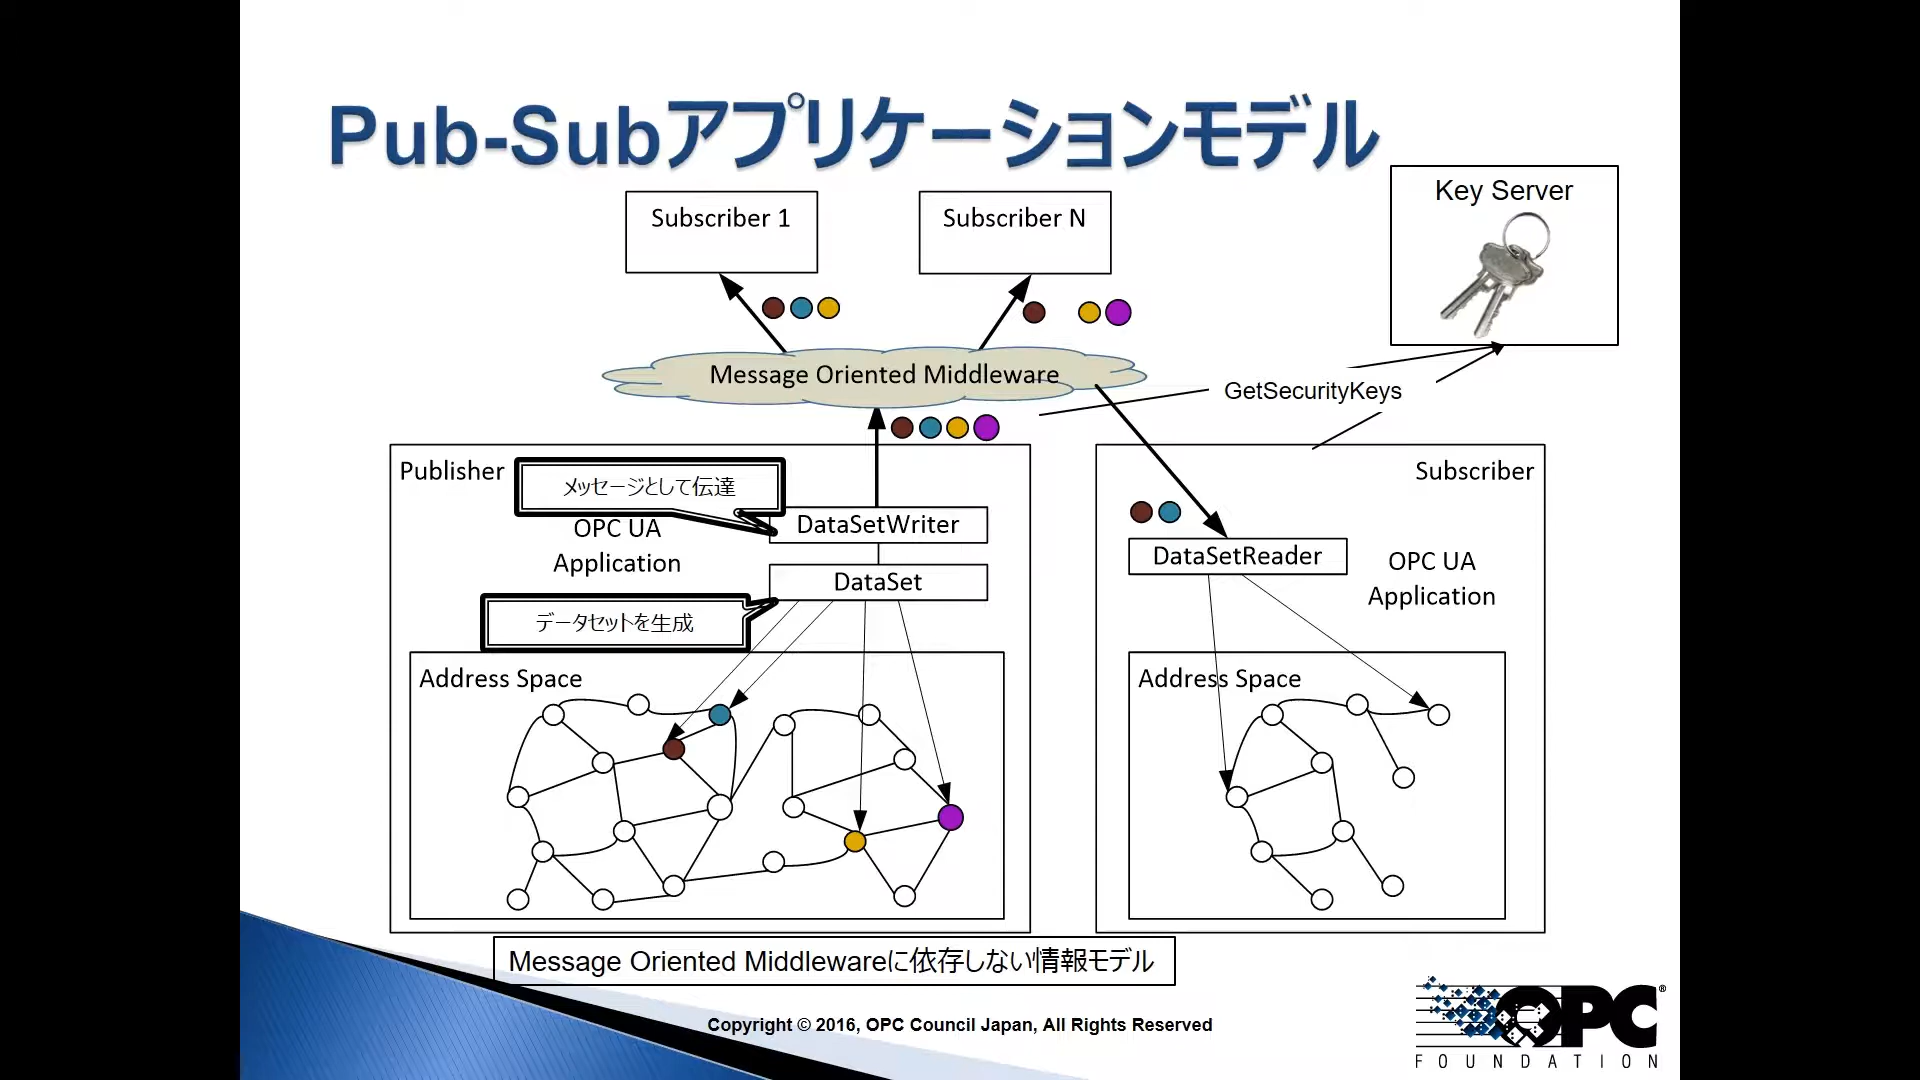 Pub-Subアプリケーションモデル
Subscriber 1
Subscriber N
Key Server
Message Oriented Middleware
GetSecurityKeys
Publisher
メッセージとして伝達
Subscriber
OPC UA
Application
DataSetWriter
DataSet
データセットを生成
DataSetReader
OPC UA
Application
Address Space
Address Space
Message Oriented Middlewareに依存しない情報モデル
Copyright © 2016, OPC Council Japan, All Rights Reserved
OPC®
FOUNDATION